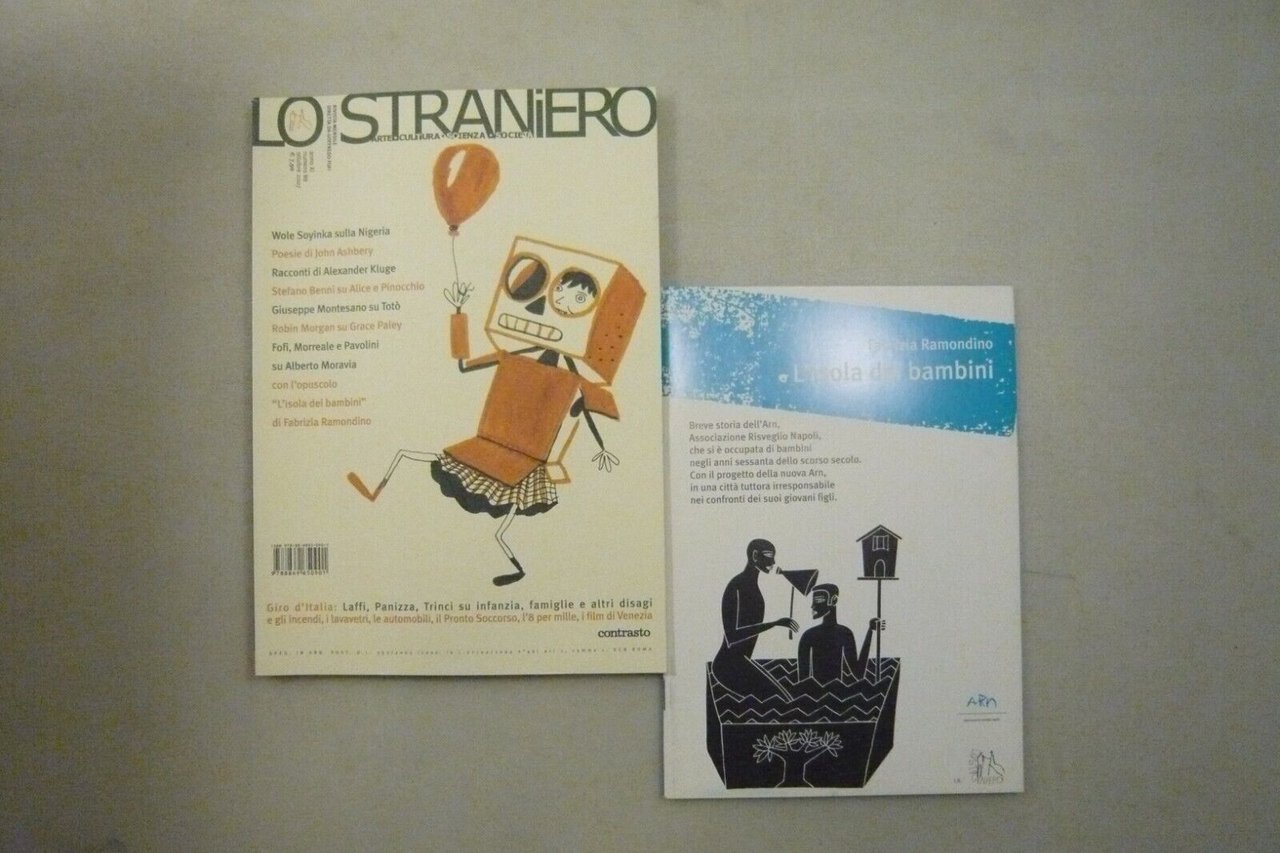 LO STRANiERO
ARTE CULTURA SCIENZA SOCIETÀ
Wole Soyinka sulla Nigeria
Poesie di John Ashbery
Racconti di Alexander Kluge
Stefano Benni su Alice e Pinocchio
Giuseppe Montesano su Totò
Robin Morgan su Grace Paley
Fofi, Morreale e Pavolini
su Alberto Moravia
con l'opuscolo
"L'isola dei bambini"
di Fabrizia Ramondino
Giro d'Italia: Laffi, Panizza, Trinci su infanzia, famiglie e altri disagi
e gli incendi, i lavavetri, le automobili, il Pronto Soccorso, l'8 per mille, i film di Venezia
contrasto
Fabrizia Ramondino
L'isola dei bambini
Breve storia dell'Arn,
Associazione Risveglio Napoli,
che si è occupata di bambini
negli anni sessanta dello scorso secolo.
Con il progetto della nuova Arn,
in una città tuttora irresponsabile
nei confronti dei suoi giovani figli.
ARN